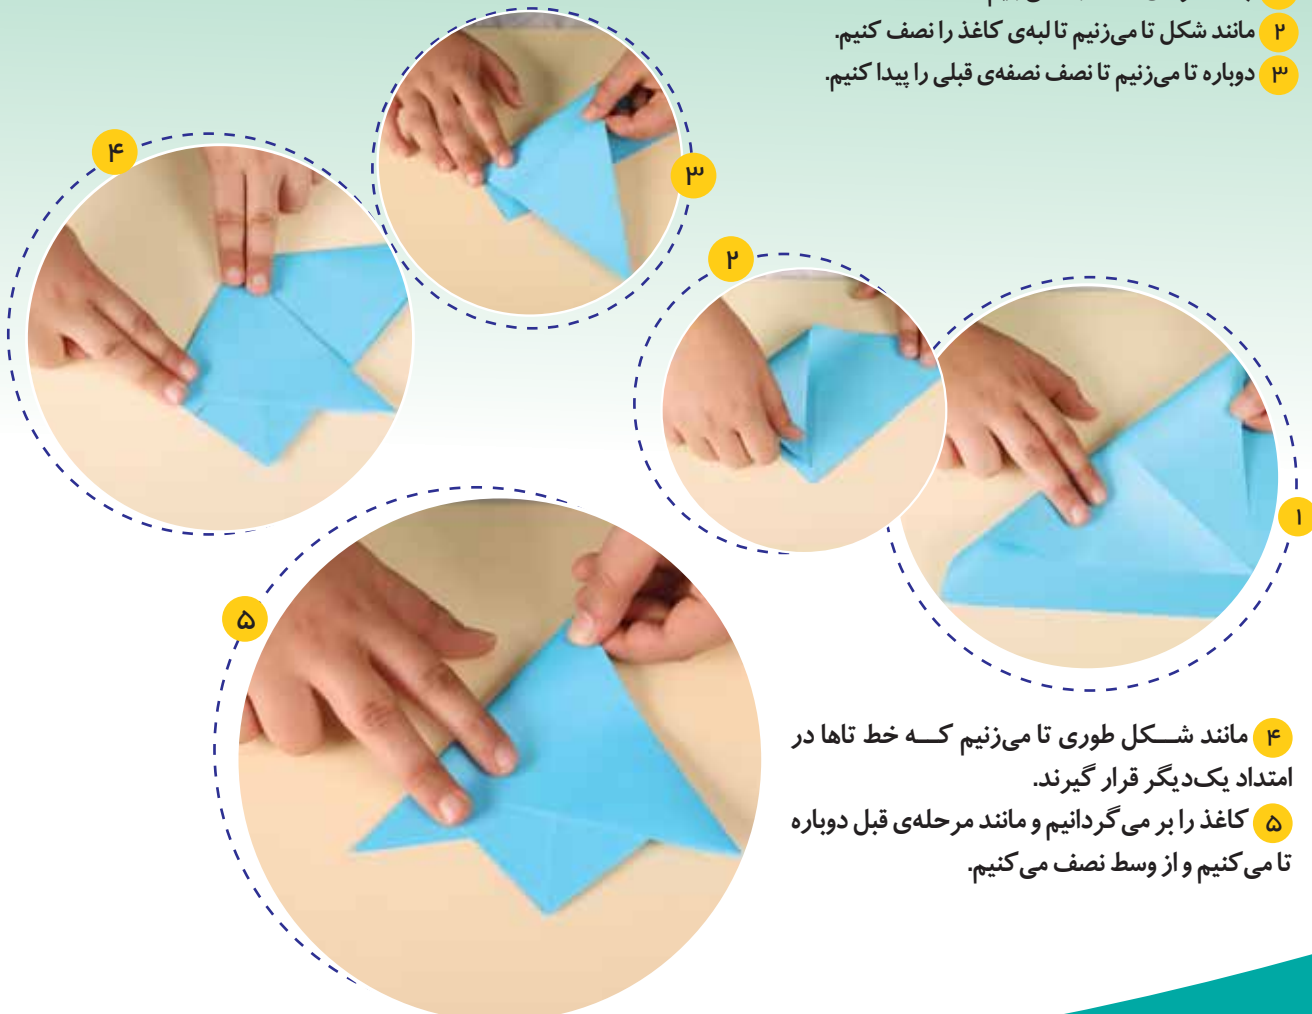 ۲ مانند شکل تا می‌زنیم تا لبه‌ی کاغذ را نصف کنیم.
۳ دوباره تا می‌زنیم تا نصف نصفه‌ی قبلی را پیدا کنیم.
۴
۳
۲
۱
۵
۴ مانند شکل طوری تا می‌زنیم که خط تاها در
امتداد یک‌دیگر قرار گیرند.
۵ کاغذ را بر می‌گردانیم و مانند مرحله‌ی قبل دوباره
تا می‌کنیم و از وسط نصف می‌کنیم.